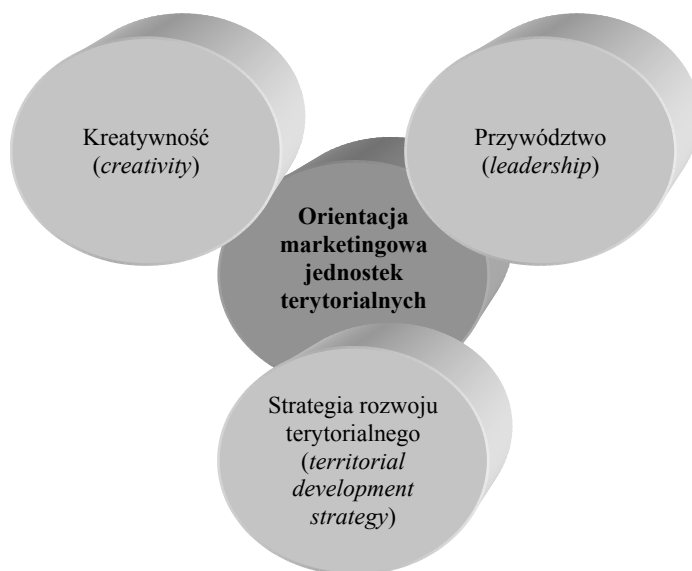 Kreatywność
(creativity)
Przywództwo
(leadership)
Orientacja
marketingowa
jednostek
terytorialnych
Strategia rozwoju
terytorialnego
(territorial
development
strategy)